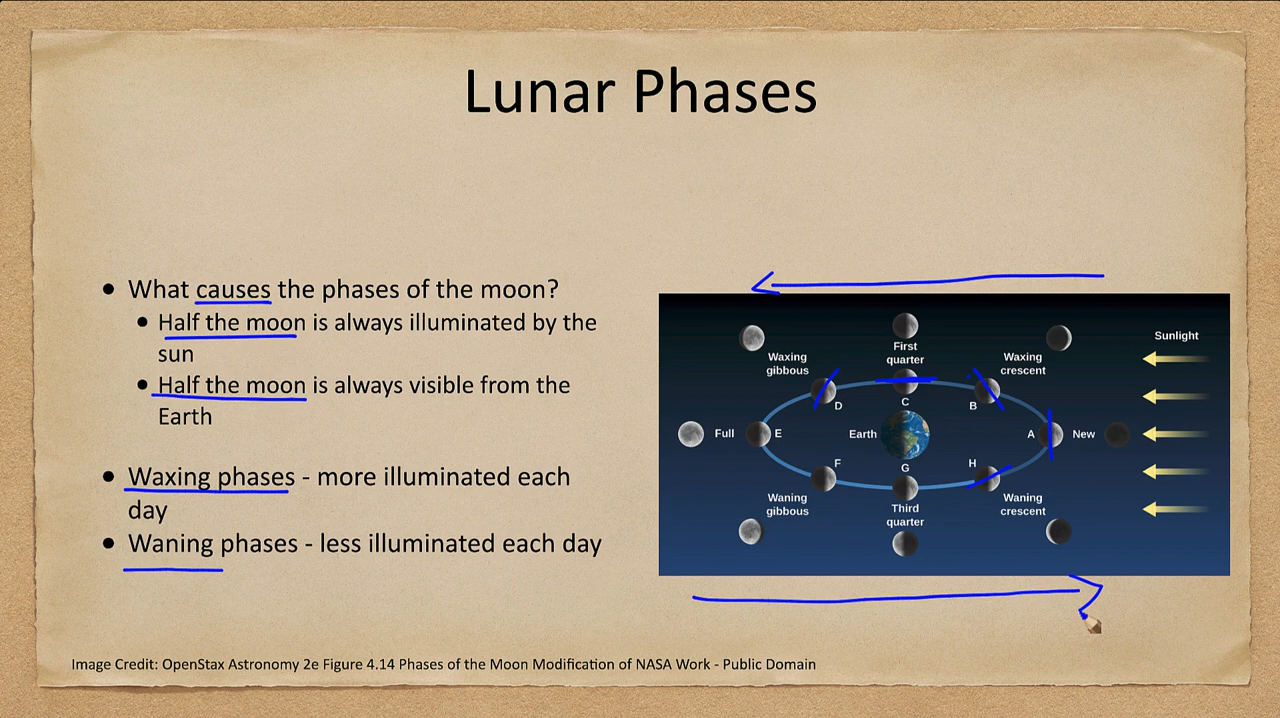 Lunar Phases
• What causes the phases of the moon?
• Half the moon is always illuminated by the
sun
• Half the moon is always visible from the
Earth
• Waxing phases - more illuminated each
day
• Waning phases - less illuminated each day
Sunlight
Waxing
gibbous
First
quarter
Waxing
crescent
D
C
B
Full
E
Earth
A
New
F
G
H
Waning
gibbous
Third
quarter
Waning
crescent
Image Credit: OpenStax Astronomy 2e Figure 4.14 Phases of the Moon Modification of NASA Work - Public Domain